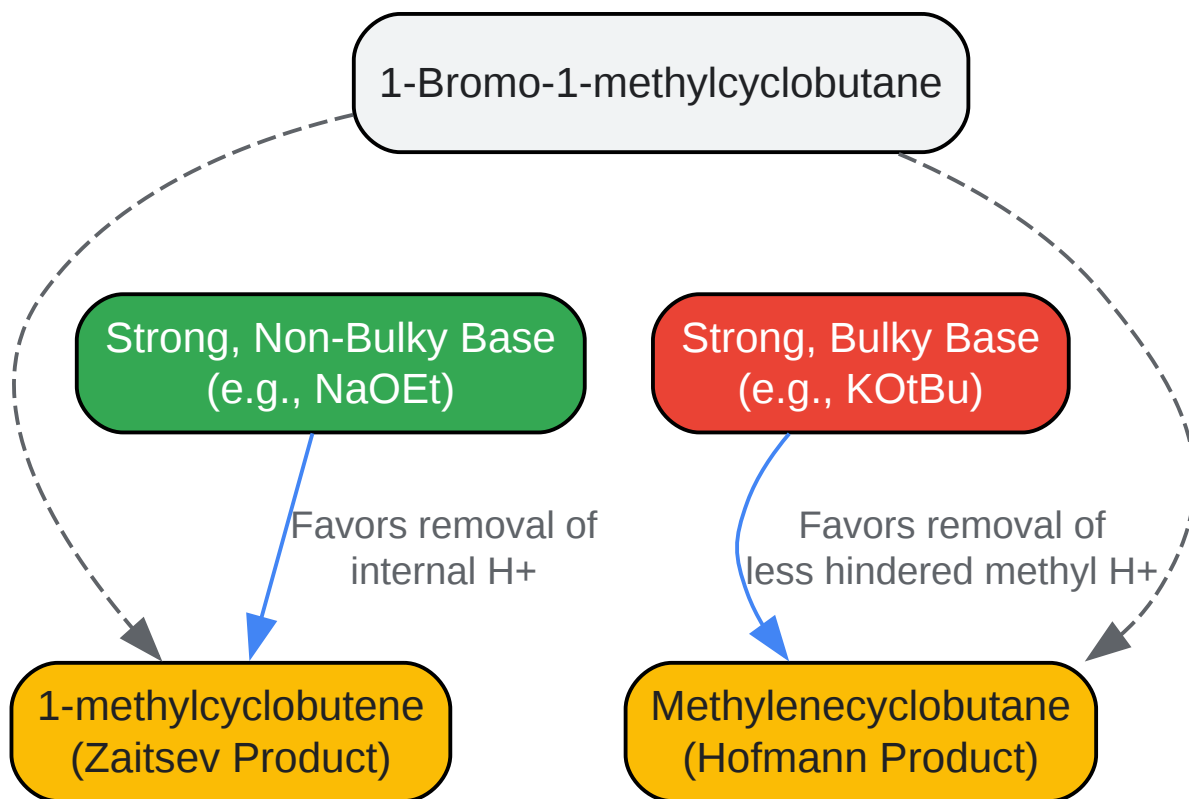 1-Bromo-1-methylcyclobutane
Strong, Non-Bulky Base
(e.g., NaOEt)
Strong, Bulky Base
(e.g., KOtBu)
Favors removal of
internal H+
Favors removal of
less hindered methyl H+
1-methylcyclobutene
(Zaitsev Product)
Methylenecyclobutane
(Hofmann Product)